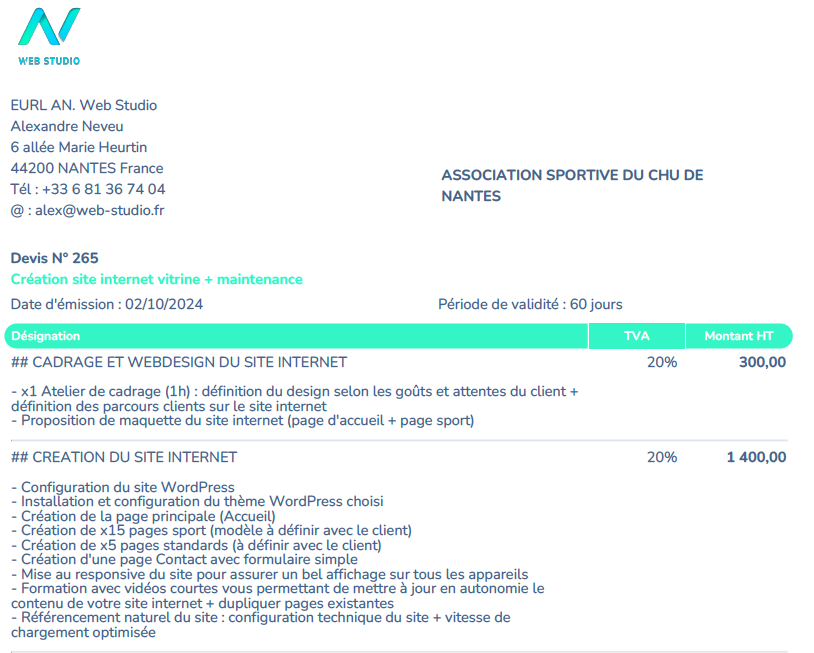 WEB STUDIO
EURL AN. Web Studio
Alexandre Neveu
6 allée Marie Heurtin
44200 NANTES France
Tél : +33 6 81 36 74 04
@ : alex@web-studio.fr
ASSOCIATION SPORTIVE DU CHU DE
NANTES
Devis N° 265
Création site internet vitrine + maintenance
Date d'émission : 02/10/2024 Période de validité : 60 jours
Désignation TVA Montant HT
## CADRAGE ET WEBDESIGN DU SITE INTERNET 20% 300,00
- x1 Atelier de cadrage (1h) : définition du design selon les goûts et attentes du client +
définition des parcours clients sur le site internet
- Proposition de maquette du site internet (page d'accueil + page sport)
## CREATION DU SITE INTERNET 20% 1 400,00
- Configuration du site WordPress
- Installation et configuration du thème WordPress choisi
- Création de la page principale (Accueil)
- Création de x15 pages sport (modèle à définir avec le client)
- Création de x5 pages standards (à définir avec le client)
- Création d'une page Contact avec formulaire simple
- Mise au responsive du site pour assurer un bel affichage sur tous les appareils
- Formation avec vidéos courtes vous permettant de mettre à jour en autonomie le
contenu de votre site internet + dupliquer pages existantes
- Référencement naturel du site : configuration technique du site + vitesse de
chargement optimisée